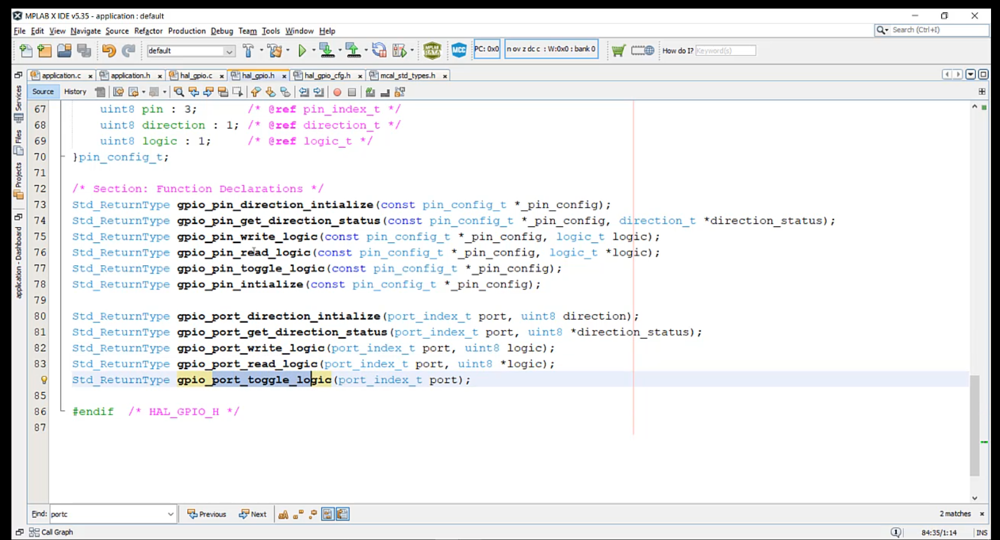 MPLAB X IDE v5.35 - application : default
File Edit View Navigate Source Refactor Production Debug Team Tools Window Help
Search (Ctrl+I)
default
MPLAB DATA
MCC
PC: 0x0
n ov z dc c : W:0x0 : bank 0
How do I? Keyword(s)
application.c x application.h x hal_gpio.c x hal_gpio.h x hal_gpio_cfg.h x mcal_std_types.h x
Source History
Services
Files
Projects
application - Dashboard
67 uint8 pin : 3; /* @ref pin_index_t */
68 uint8 direction : 1; /* @ref direction_t */
69 uint8 logic : 1; /* @ref logic_t */
70 }pin_config_t;
71
72 /* Section: Function Declarations */
73 Std_ReturnType gpio_pin_direction_intialize(const pin_config_t *_pin_config);
74 Std_ReturnType gpio_pin_get_direction_status(const pin_config_t *_pin_config, direction_t *direction_status);
75 Std_ReturnType gpio_pin_write_logic(const pin_config_t *_pin_config, logic_t logic);
76 Std_ReturnType gpio_pin_read_logic(const pin_config_t *_pin_config, logic_t *logic);
77 Std_ReturnType gpio_pin_toggle_logic(const pin_config_t *_pin_config);
78 Std_ReturnType gpio_pin_intialize(const pin_config_t *_pin_config);
79
80 Std_ReturnType gpio_port_direction_intialize(port_index_t port, uint8 direction);
81 Std_ReturnType gpio_port_get_direction_status(port_index_t port, uint8 *direction_status);
82 Std_ReturnType gpio_port_write_logic(port_index_t port, uint8 logic);
83 Std_ReturnType gpio_port_read_logic(port_index_t port, uint8 *logic);
Std_ReturnType gpio_port_toggle_logic(port_index_t port);
85
86 #endif /* HAL_GPIO_H */
87
Find: portc Previous Next 2 matches x
Call Graph 84:35/1:14 INS